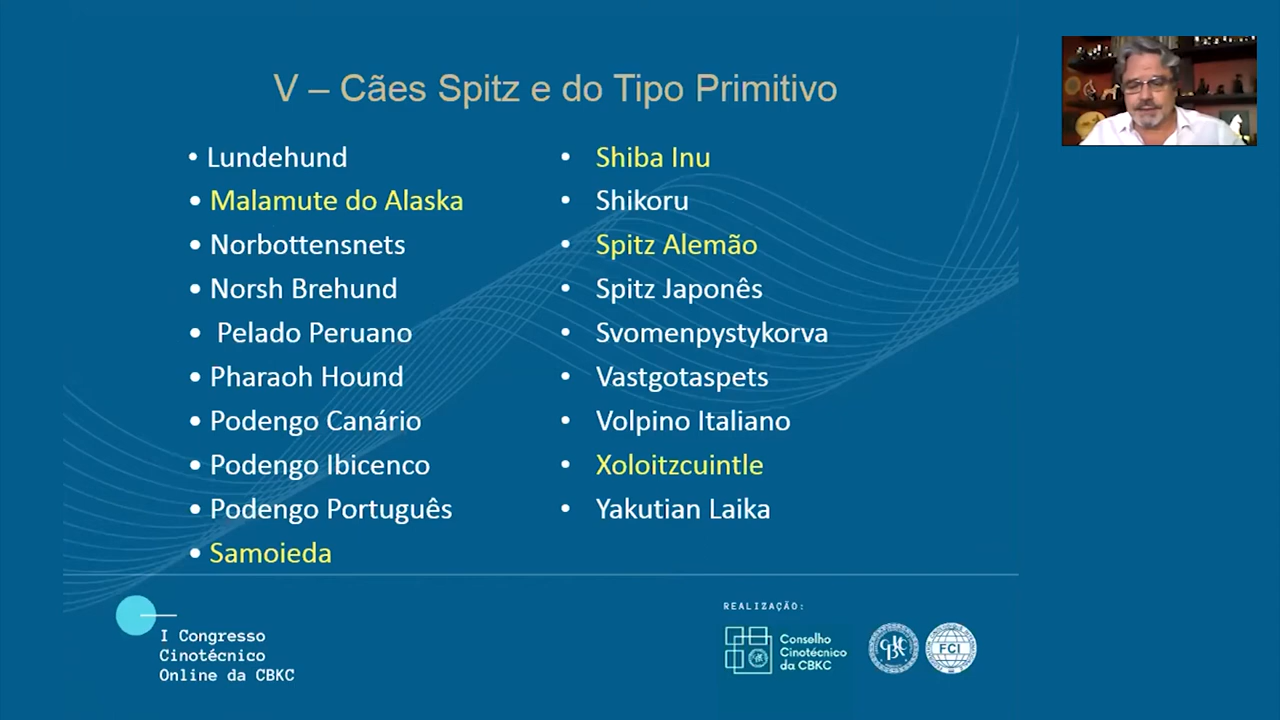 V – Cães Spitz e do Tipo Primitivo
• Lundehund
• Malamute do Alaska
• Norbottensnets
• Norsh Brehund
• Pelado Peruano
• Pharaoh Hound
• Podengo Canário
• Podengo Ibicenco
• Podengo Português
• Samoieda
• Shiba Inu
• Shikoru
• Spitz Alemão
• Spitz Japonês
• Svomenpystykorva
• Vastgotaspets
• Volpino Italiano
• Xoloitzcuintle
• Yakutian Laika
I Congresso
Cinotécnico
Online da CBKC
REALIZAÇÃO:
Conselho
Cinotécnico
da CBKC
FCI